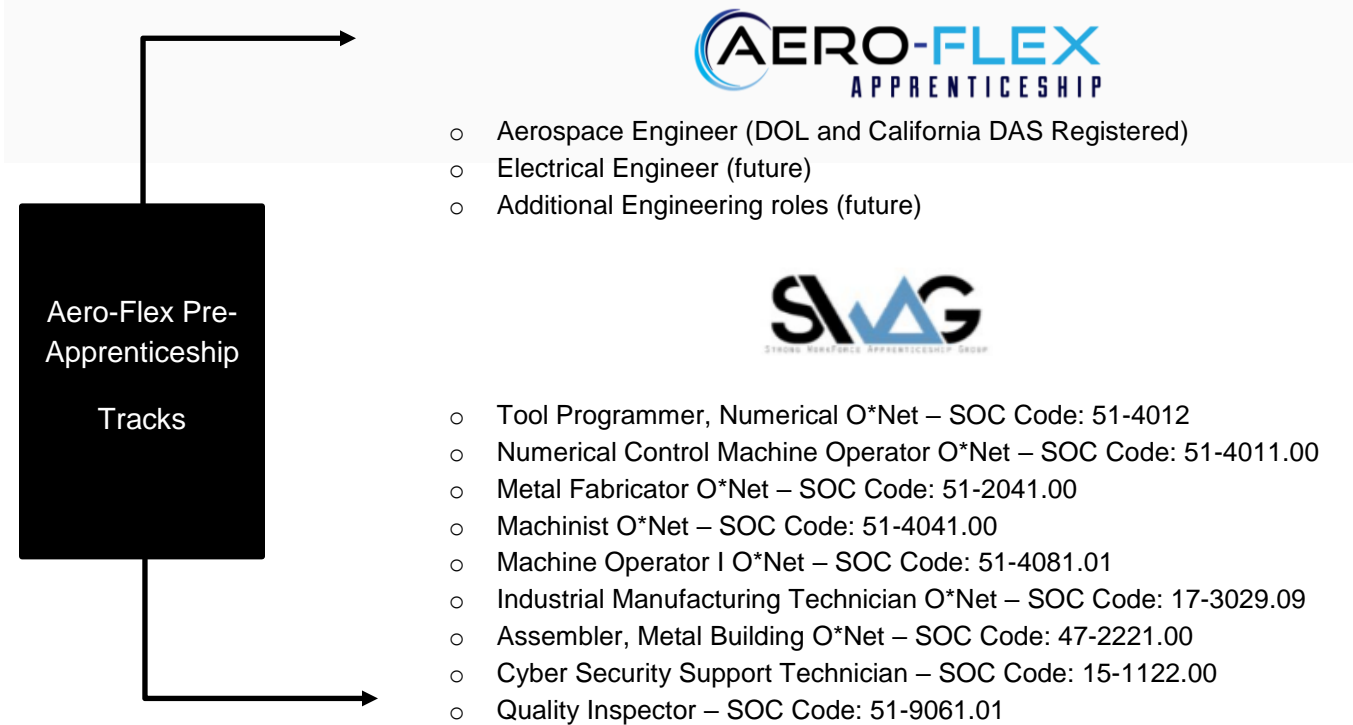 AERO-FLEX
APPRENTICESHIP
o Aerospace Engineer (DOL and California DAS Registered)
o Electrical Engineer (future)
o Additional Engineering roles (future)
Aero-Flex Pre-
Apprenticeship
Tracks
SWAG
STRONG WORKFORCE APPRENTICESHIP GROUP
o Tool Programmer, Numerical O*Net – SOC Code: 51-4012
o Numerical Control Machine Operator O*Net – SOC Code: 51-4011.00
o Metal Fabricator O*Net – SOC Code: 51-2041.00
o Machinist O*Net – SOC Code: 51-4041.00
o Machine Operator I O*Net – SOC Code: 51-4081.01
o Industrial Manufacturing Technician O*Net – SOC Code: 17-3029.09
o Assembler, Metal Building O*Net – SOC Code: 47-2221.00
o Cyber Security Support Technician – SOC Code: 15-1122.00
o Quality Inspector – SOC Code: 51-9061.01